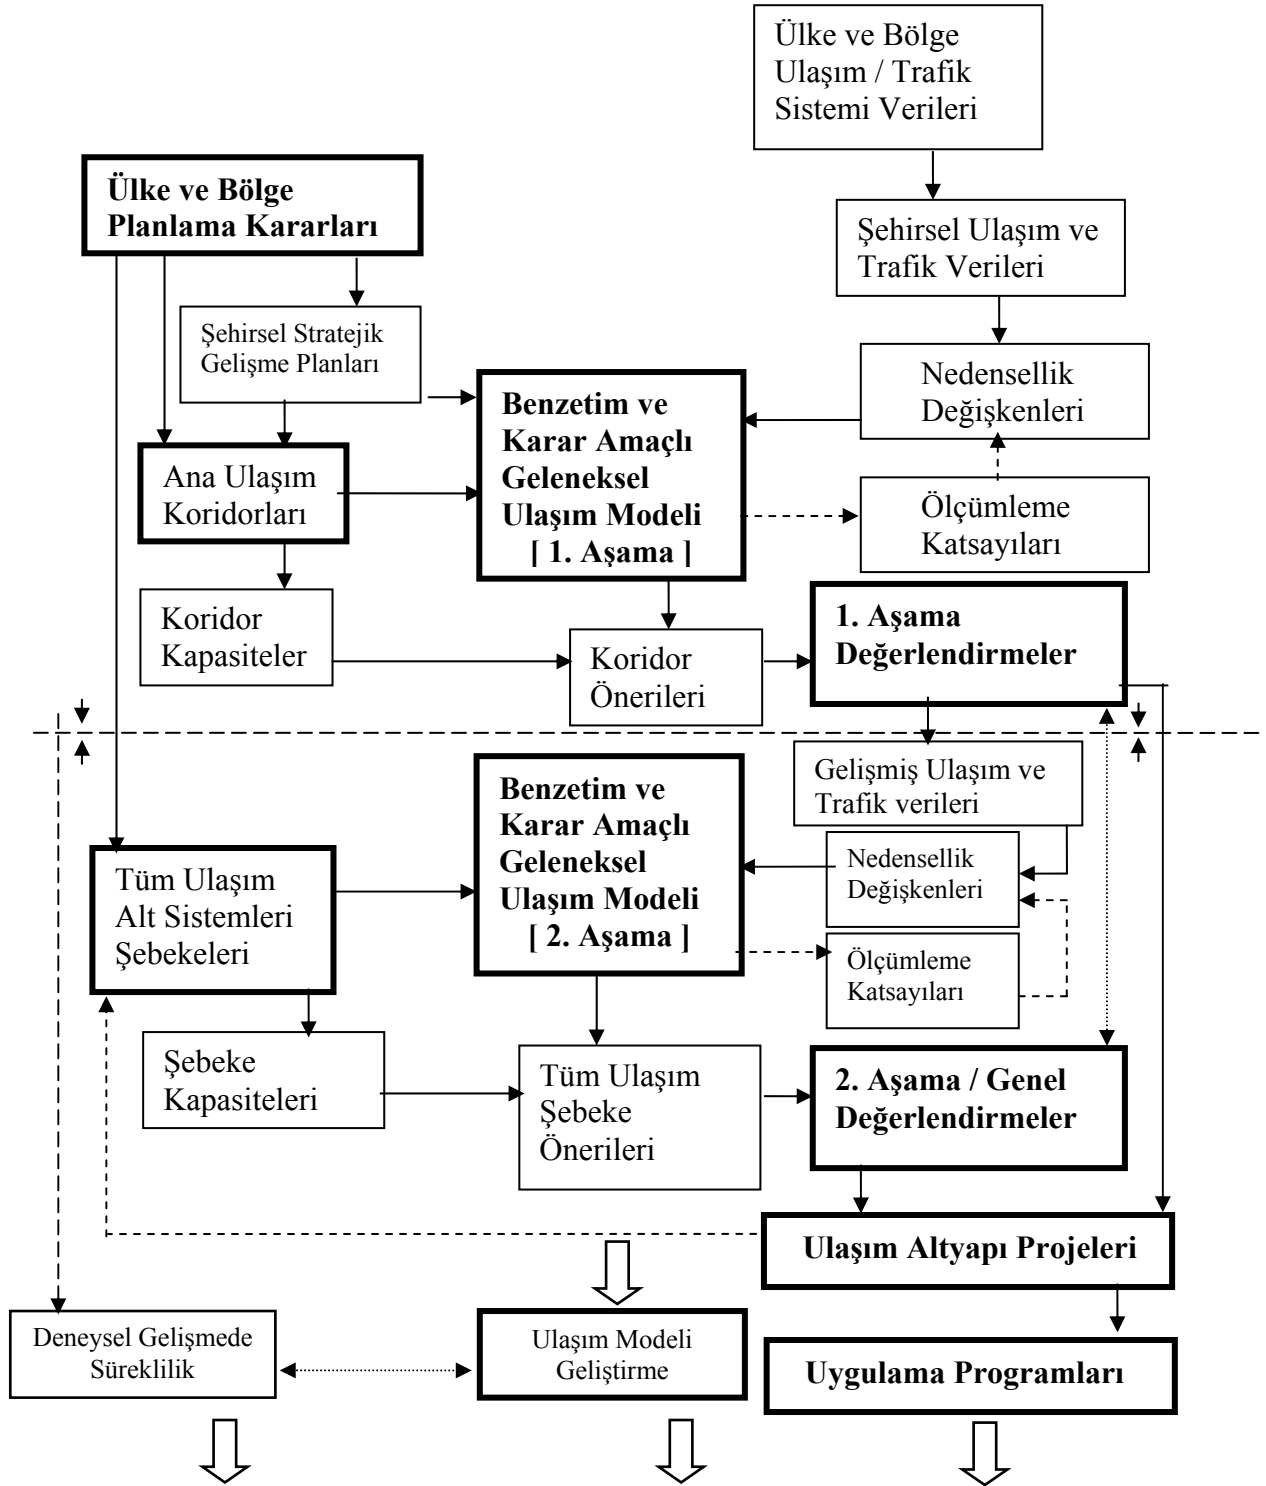 Ülke ve Bölge
Ulaşım / Trafik
Sistemi Verileri
Ülke ve Bölge
Planlama Kararları
Şehirsel Ulaşım ve
Trafik Verileri
Şehirsel Stratejik
Gelişme Planları
Benzetim ve
Karar Amaçlı
Geleneksel
Ulaşım Modeli
[ 1. Aşama ]
Nedensellik
Değişkenleri
Ana Ulaşım
Koridorları
Ölçümleme
Katsayıları
Koridor
Kapasiteler
Koridor
Önerileri
1. Aşama
Değerlendirmeler
Gelişmiş Ulaşım ve
Trafik verileri
Benzetim ve
Karar Amaçlı
Geleneksel
Ulaşım Modeli
[ 2. Aşama ]
Nedensellik
Değişkenleri
Tüm Ulaşım
Alt Sistemleri
Şebekeleri
Ölçümleme
Katsayıları
Şebeke
Kapasiteleri
Tüm Ulaşım
Şebeke
Önerileri
2. Aşama / Genel
Değerlendirmeler
Ulaşım Altyapı Projeleri
Deneysel Gelişmede
Süreklilik
Ulaşım Modeli
Geliştirme
Uygulama Programları